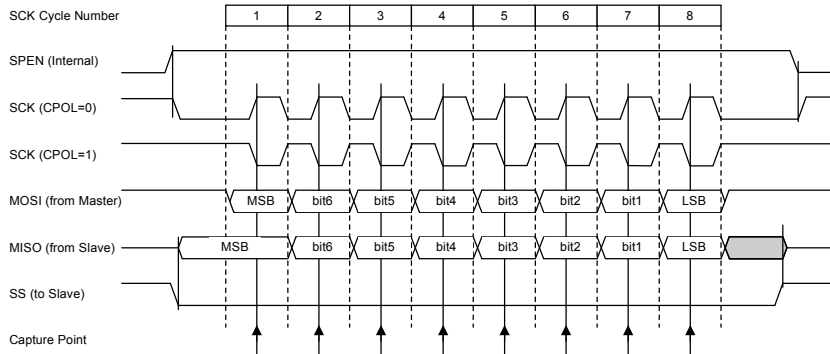 SCK Cycle Number 1 2 3 4 5 6 7 8
SPEN (Internal)
SCK (CPOL=0)
SCK (CPOL=1)
MOSI (from Master) MSB bit6 bit5 bit4 bit3 bit2 bit1 LSB
MISO (from Slave) MSB bit6 bit5 bit4 bit3 bit2 bit1 LSB
SS (to Slave)
Capture Point